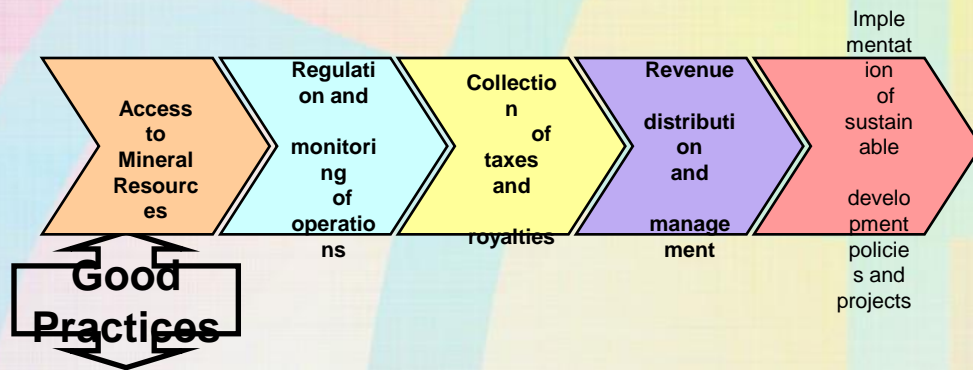 Access
to
Mineral
Resourc
es
Regulati
on and
monitori
ng
of
operatio
ns
Collectio
n
of
taxes
and
royalties
Revenue
distributi
on
and
manage
ment
Imple
mentat
ion
of
sustain
able
develo
pment
policie
s and
projects
Good
Practices